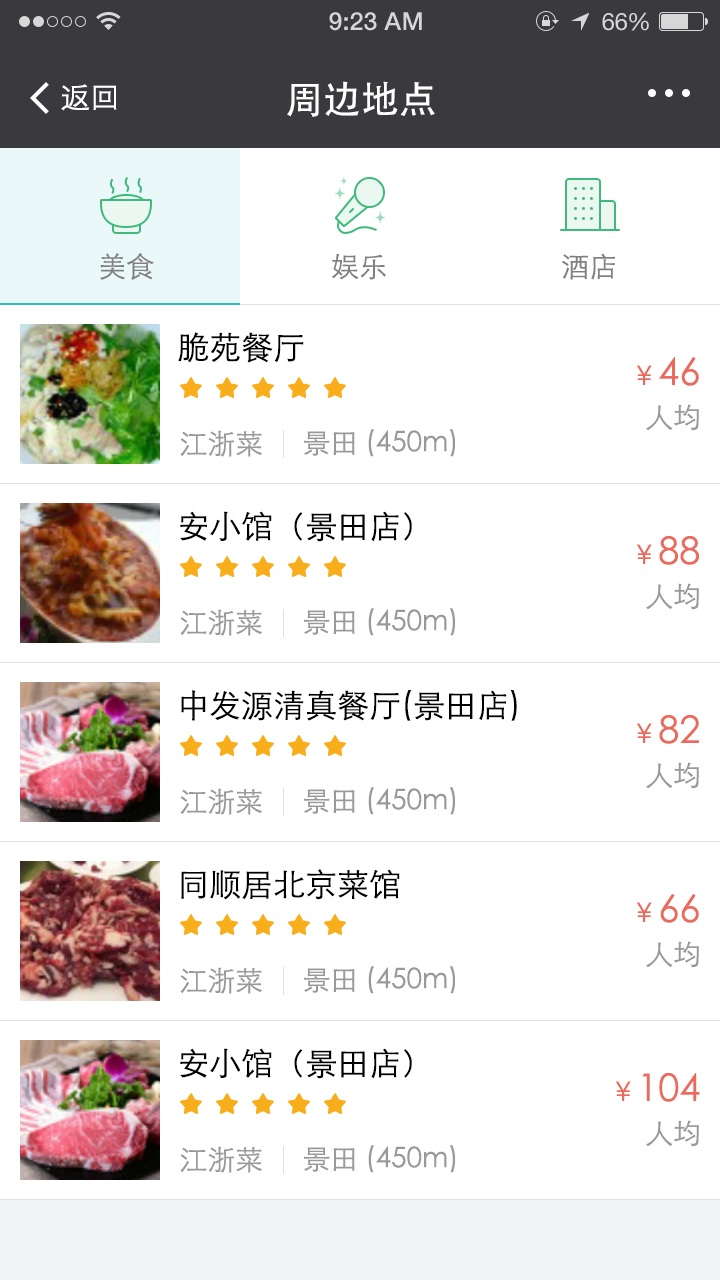 9:23 AM 66%
返回 周边地点
美食 娱乐 酒店
脆苑餐厅
¥46
人均
江浙菜 景田 (450m)
安小馆（景田店）
¥88
人均
江浙菜 景田 (450m)
中发源清真餐厅(景田店)
¥82
人均
江浙菜 景田 (450m)
同顺居北京菜馆
¥66
人均
江浙菜 景田 (450m)
安小馆（景田店）
¥104
人均
江浙菜 景田 (450m)